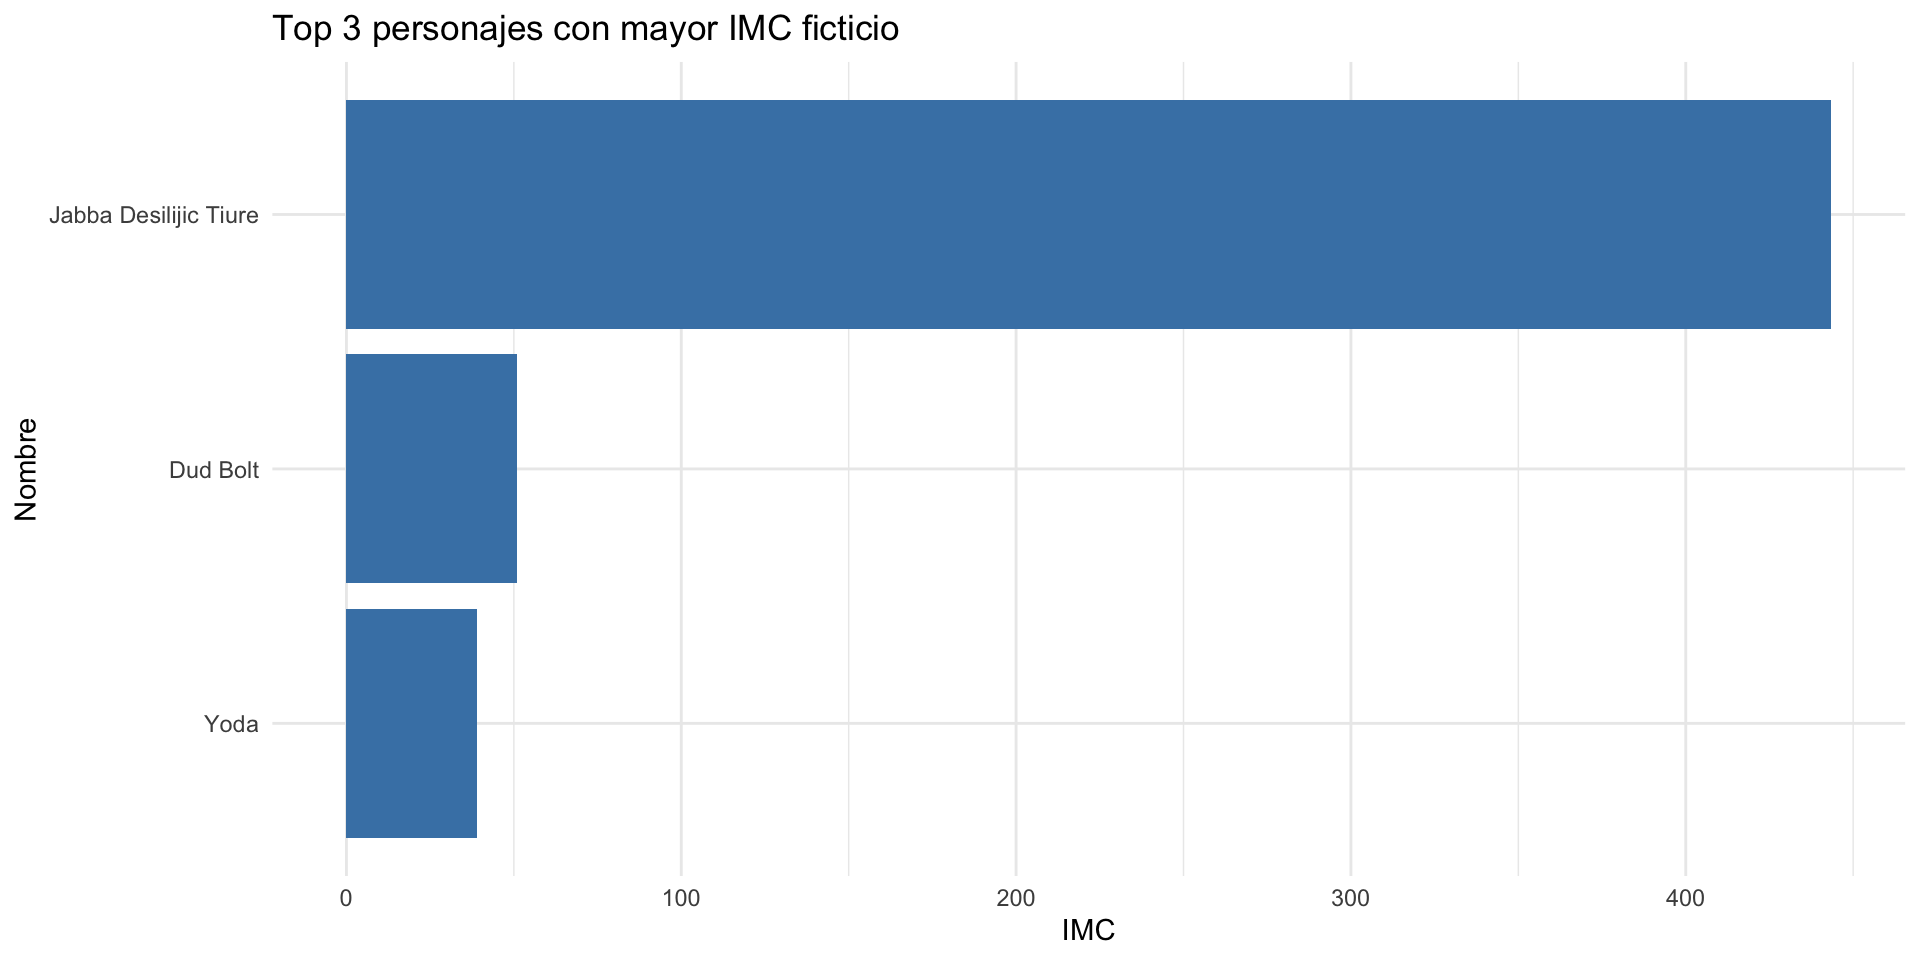 Top 3 personajes con mayor IMC ficticio
Jabba Desilijic Tiure
Dud Bolt
Yoda
Nombre
0 100 200 300 400
IMC